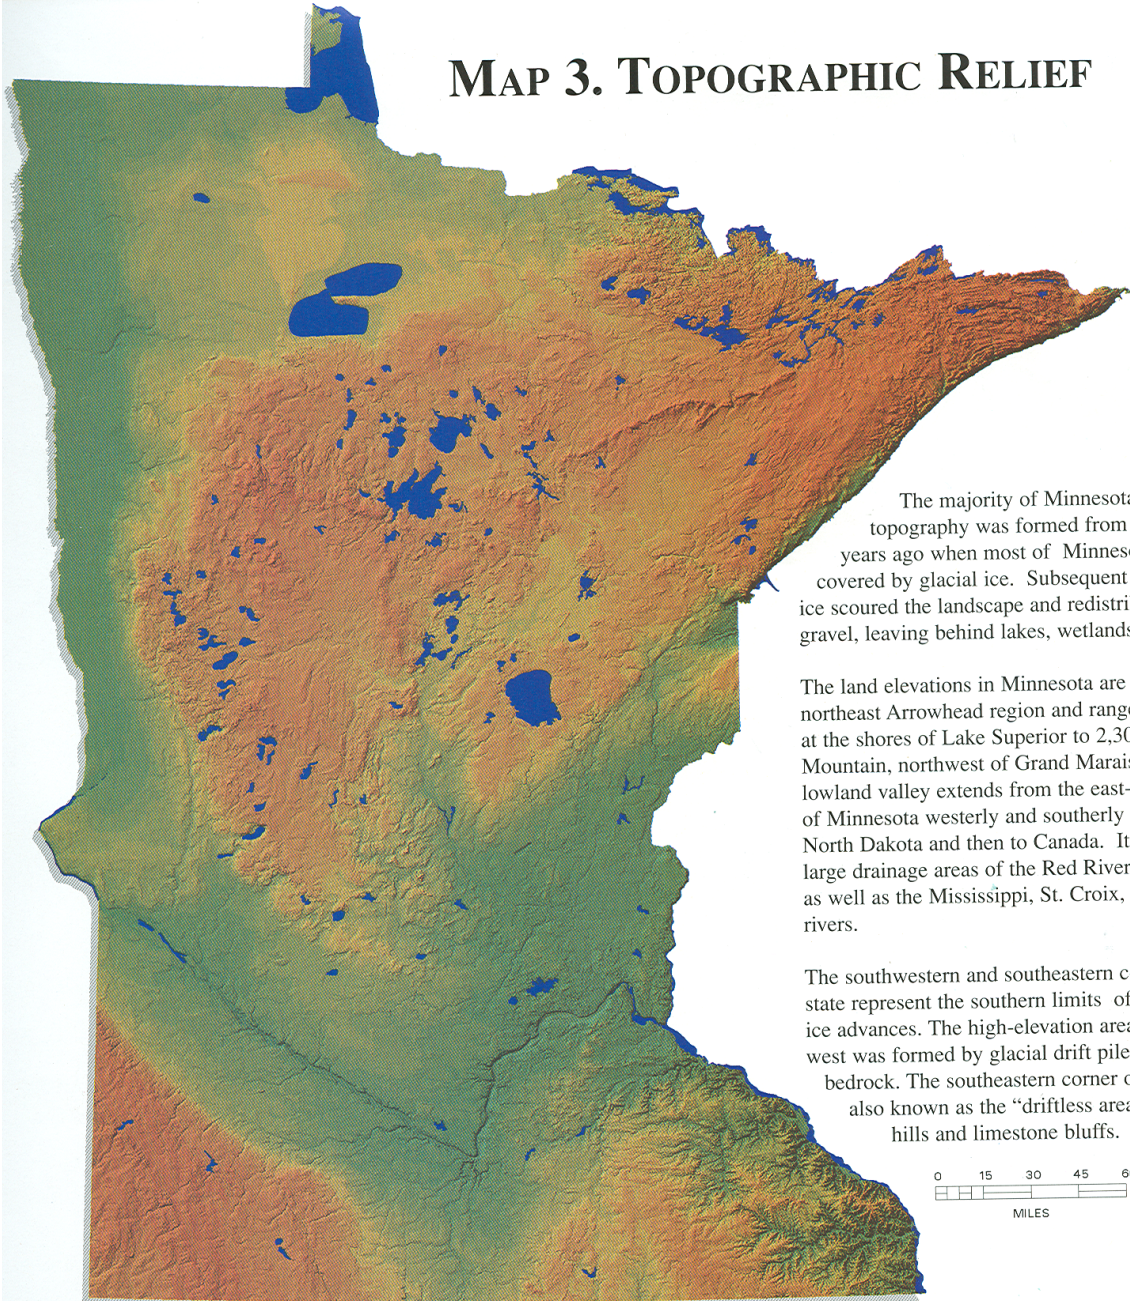 MAP 3. TOPOGRAPHIC RELIEF
The majority of Minnesota
topography was formed from
years ago when most of Minnes
covered by glacial ice. Subsequent
ice scoured the landscape and redistri
gravel, leaving behind lakes, wetlands
The land elevations in Minnesota are
northeast Arrowhead region and rang
at the shores of Lake Superior to 2,30
Mountain, northwest of Grand Marais
lowland valley extends from the east-
of Minnesota westerly and southerly
North Dakota and then to Canada. It
large drainage areas of the Red River
as well as the Mississippi, St. Croix,
rivers.
The southwestern and southeastern c
state represent the southern limits of
ice advances. The high-elevation area
west was formed by glacial drift pile
bedrock. The southeastern corner o
also known as the “driftless area
hills and limestone bluffs.
0 15 30 45 6
MILES